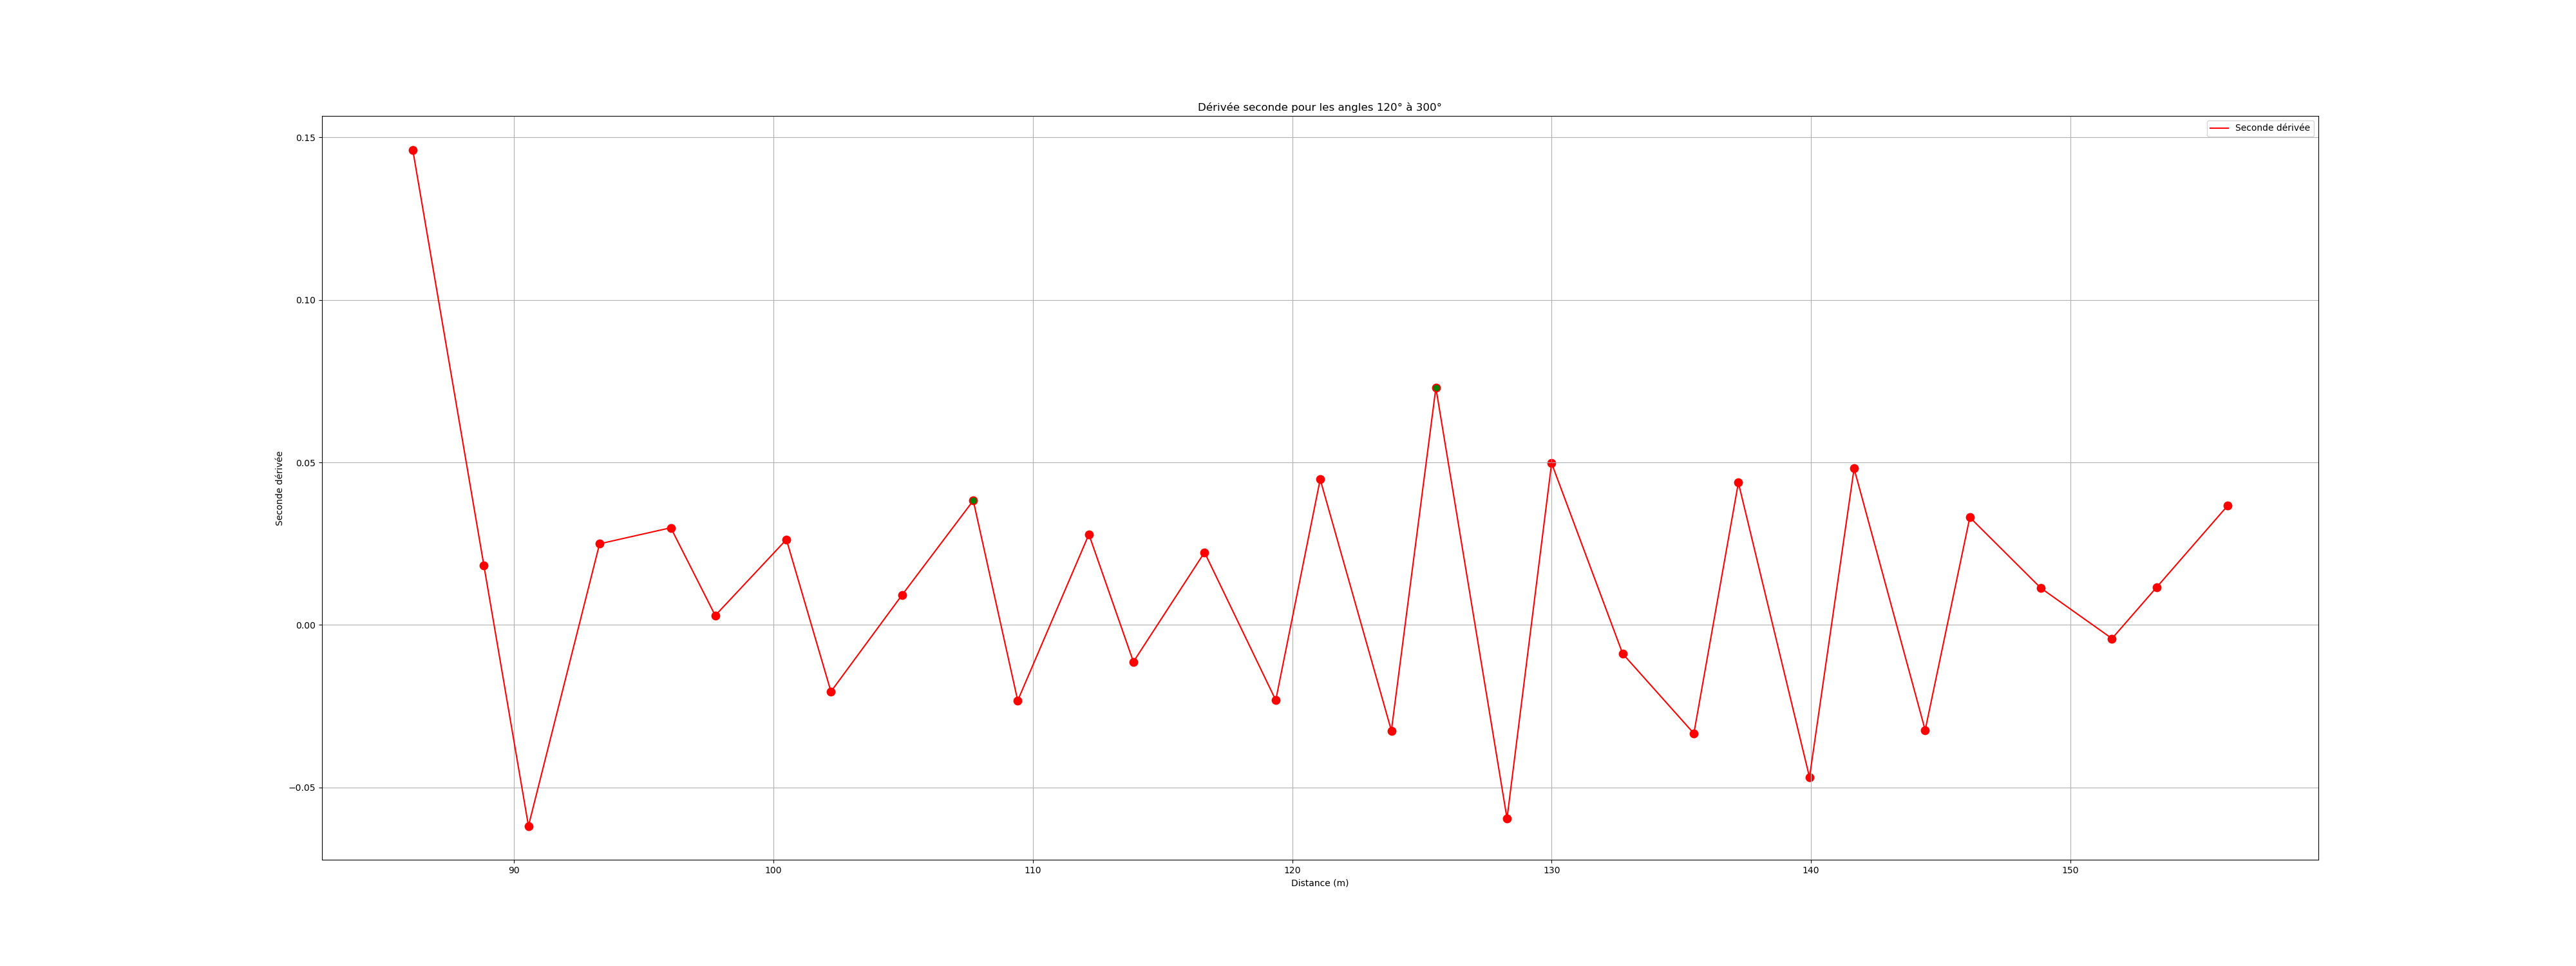 Dérivée seconde pour les angles 120° à 300°
Seconde dérivée
0.15
0.10
0.05
0.00
−0.05
Seconde dérivée
90 100 110 120 130 140 150
Distance (m)